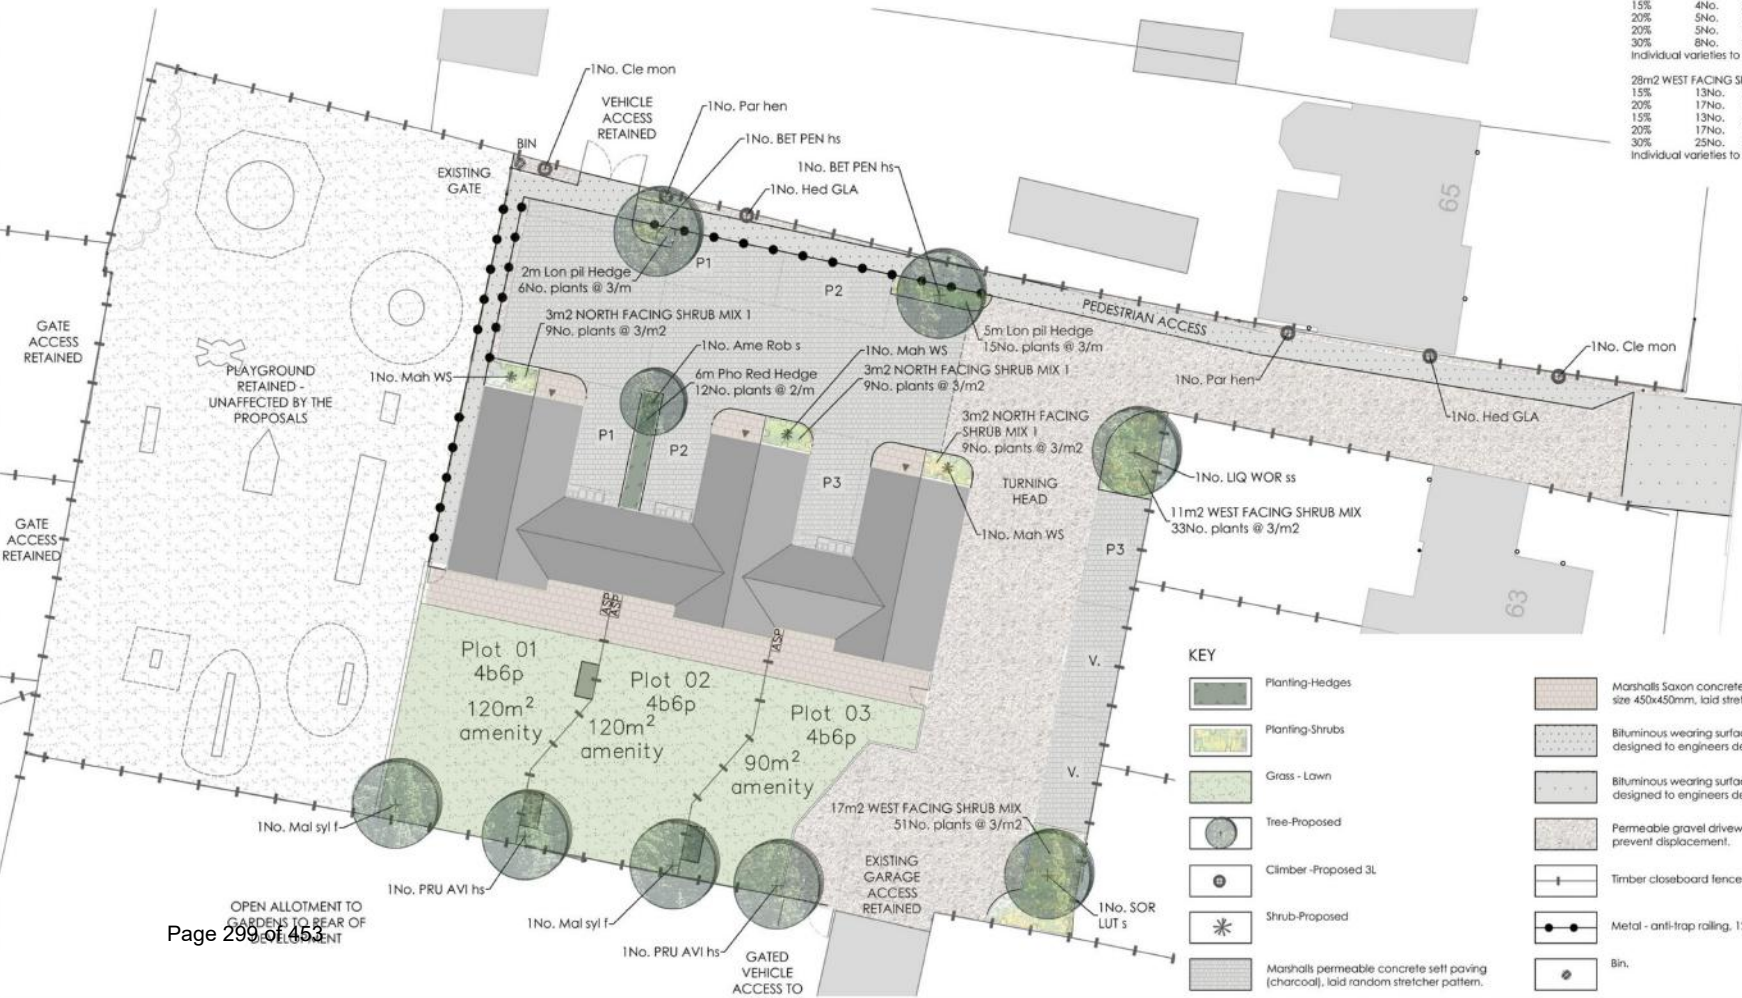 15% 4No.
20% 5No.
30% 8No.
Individual varieties to
28m2 WEST FACING
15% 13No.
20% 17No.
15% 13No.
20% 17No.
30% 25No.
Individual varieties to
1No. Cle mon
VEHICLE
ACCESS
RETAINED
1No. Par hen
1No. BET PEN hs
1No. BET PEN hs
BIN
EXISTING
GATE
1No. Hed GLA
65
P1
2m Lon pil Hedge
6No. plants @ 3/m
P2
PEDESTRIAN ACCESS
3m2 NORTH FACING SHRUB MIX 1
9No. plants @ 3/m2
5m Lon pil Hedge
15No. plants @ 3/m
GATE
ACCESS
RETAINED
1No. Ame Rob s
1No. Mah WS
1No. Cle mon
PLAYGROUND
RETAINED -
UNAFFECTED BY THE
PROPOSALS
1No. Mah WS
6m Pho Red Hedge
12No. plants @ 2/m
3m2 NORTH FACING SHRUB MIX 1
9No. plants @ 3/m2
1No. Par hen
1No. Hed GLA
3m2 NORTH FACING
SHRUB MIX 1
9No. plants @ 3/m2
P1
P2
P3
TURNING
HEAD
1No. LIQ WOR ss
11m2 WEST FACING SHRUB MIX
33No. plants @ 3/m2
GATE
ACCESS
RETAINED
1No. Mah WS
P3
63
ASP
ASP
ASP
Plot 01
4b6p
120m²
amenity
Plot 02
4b6p
120m²
amenity
Plot 03
4b6p
90m²
amenity
V.
V.
17m2 WEST FACING SHRUB MIX
51No. plants @ 3/m2
1No. Mal syl f
1No. PRU AVI hs
1No. Mal syl f
1No. PRU AVI hs
EXISTING
GARAGE
ACCESS
RETAINED
1No. SOR
LUT s
GATED
VEHICLE
ACCESS TO
OPEN ALLOTMENT TO
GARDENS TO REAR OF
DEVELOPMENT
Page 299 of 453
KEY
Planting-Hedges
Planting-Shrubs
Grass - Lawn
Tree-Proposed
Climber -Proposed 3L
Shrub-Proposed
Marshalls permeable concrete sett paving
(charcoal), laid random stretcher pattern.
Marshalls Saxon concrete
size 450x450mm, laid
Bituminous wearing
designed to engineers
Bituminous wearing
designed to engineers
Permeable gravel
prevent displacement.
Timber closeboard fence
Metal - anti-trap railing,
Bin.